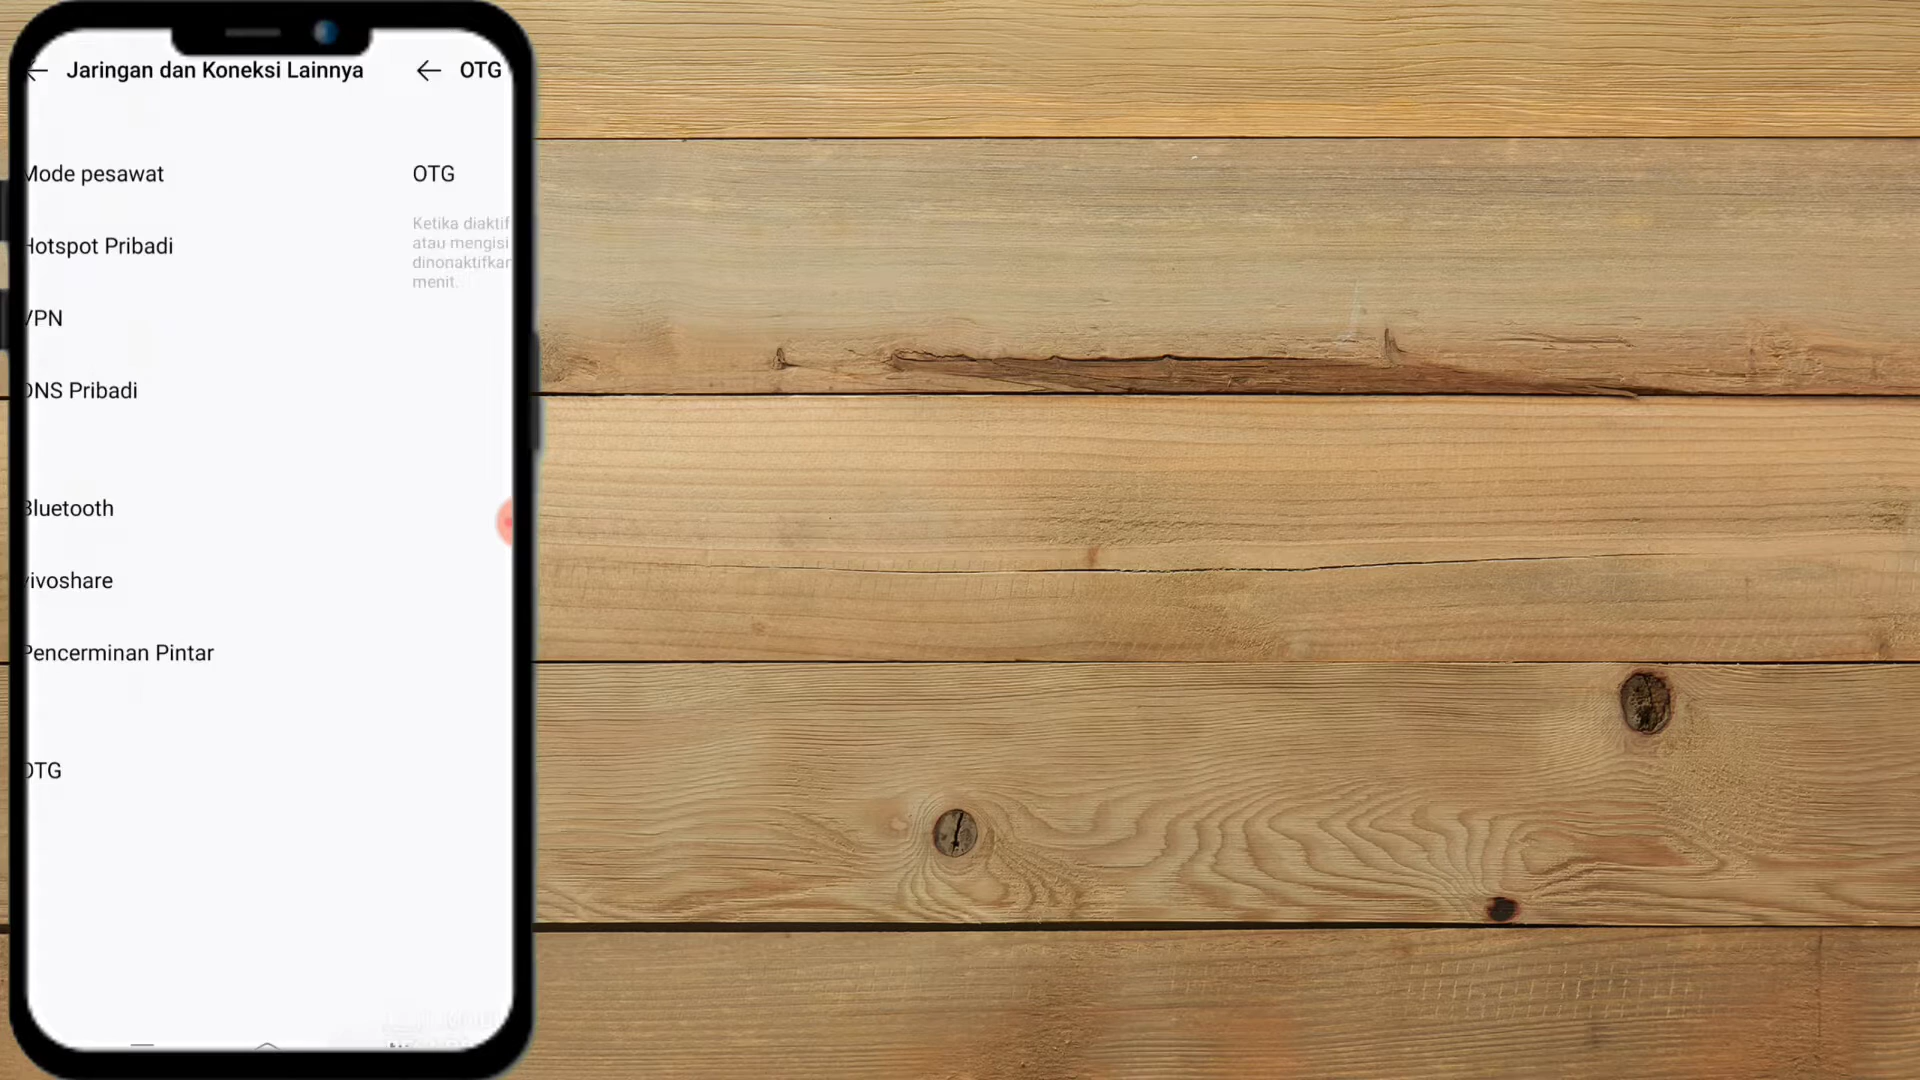 Jaringan dan Koneksi Lainnya
Mode pesawat
Hotspot Pribadi
VPN
DNS Pribadi
Bluetooth
vivoshare
Pencerminan Pintar
OTG
OTG
OTG
Ketika diaktif
atau mengisi
dinonaktifkan
menit.